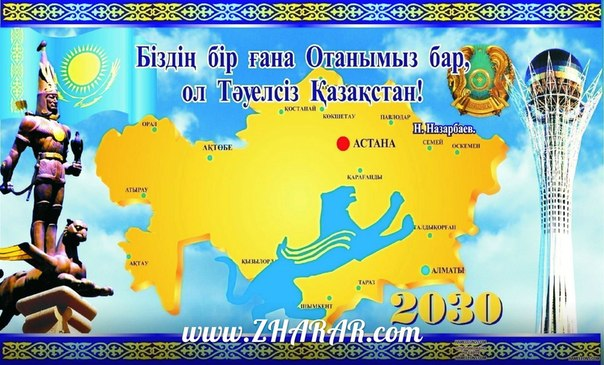 Біздің бір ғана Отанымыз бар,
ол Тәуелсіз Қазақстан!
Н. Назарбаев.
ҚОСТАНАЙ
КӨКШЕТАУ
ПАВЛОДАР
ОРАЛ
АҚТӨБЕ
АСТАНА
СЕМЕЙ
ӨСКЕМЕН
ҚАРАҒАНДЫ
АТЫРАУ
ТАЛДЫҚОРҒАН
АҚТАУ
ҚЫЗЫЛОРДА
АЛМАТЫ
ТАРАЗ
ШЫМКЕНТ
2030
www.ZHARAR.com